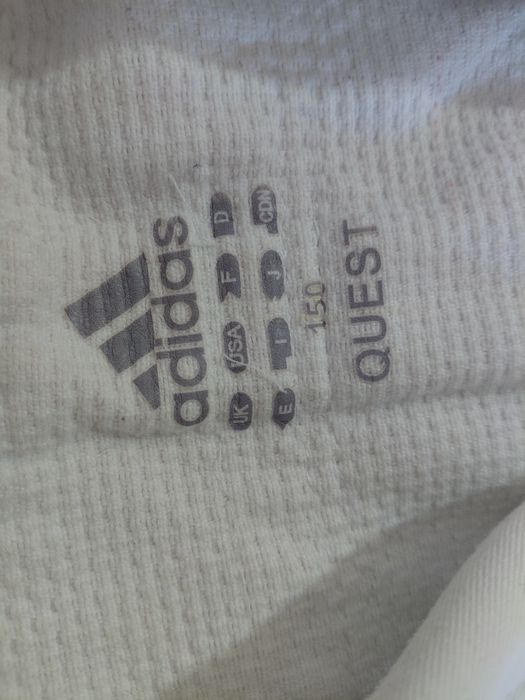 adidas
UK USA F D
E I J CDN
150
QUEST